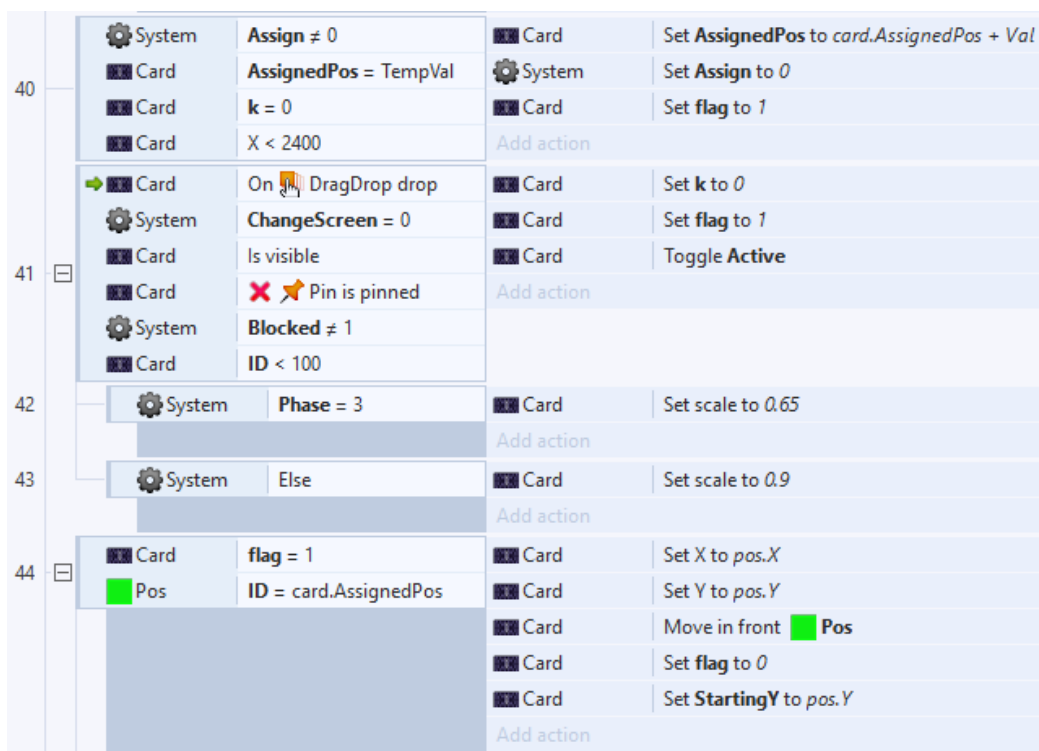 System Assign ≠ 0 Card Set AssignedPos to card.AssignedPos + Val
40 Card AssignedPos = TempVal System Set Assign to 0
Card k = 0 Card Set flag to 1
Card X < 2400 Add action
Card On DragDrop drop Card Set k to 0
System ChangeScreen = 0 Card Set flag to 1
Card Is visible Card Toggle Active
41 Card Pin is pinned Add action
System Blocked ≠ 1
Card ID < 100
42 System Phase = 3 Card Set scale to 0.65
Add action
43 System Else Card Set scale to 0.9
Add action
44 Card flag = 1 Card Set X to pos.X
Pos ID = card.AssignedPos Card Set Y to pos.Y
Card Move in front Pos
Card Set flag to 0
Card Set StartingY to pos.Y
Add action